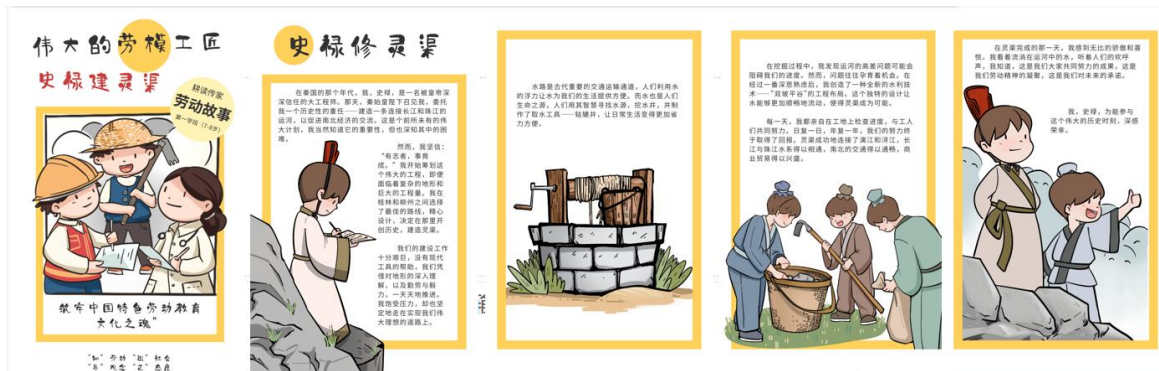 伟大的劳模工匠
史禄建灵渠
耕读传家
劳动故事
第一学段（7-8岁）
筑牢中国特色劳动教育
文化之魂”
史禄修灵渠
在秦国的那个年代，我，史禄，是一名被皇帝深
深信任的大工程师。那天，秦始皇陛下召见我，委托
我一个历史性的重任——建造一条连接长江和珠江的
运河，以促进南北经济的交流。这是个前所未有的伟
大计划，我当然知道它的重要性，但也深知其中的困
难。
然而，我坚信：
“有志者，事竟
成。”我开始筹划这
个伟大的工程，即便
面临着复杂的地形和
巨大的工程量。我在
桂林和柳州之间选择
了最佳的路线，精心
设计，决定在那里开
创历史，建造灵渠。
我们的建设工作
十分艰巨，没有现代
工具的帮助，我们凭
借对地形的深入理
解，以及勤劳与毅
力，一天天地推进。
我饱受压力，却也坚
定地走在实现我们伟
大理想的道路上。
水路是古代重要的交通运输通道，人们利用水
的浮力让水为我们的生活提供方便。而水也是人们
生命之源，人们用其智慧寻找水源，挖水井，并制
作了取水工具——轱辘井，让日常生活变得更加省
力方便。
在挖掘过程中，我发现运河的高差问题可能会
阻碍我们的进度。然而，问题往往孕育着机会。在
经过一番深思熟虑后，我创造了一种全新的水利技
术——“双坡平谷”的工程布局。这个独特的设计让
水能够更加顺畅地流动，使得灵渠成为可能。
每一天，我都亲自在工地上检查进度，与工人
们共同努力。日复一日，年复一年，我们的努力终
于取得了回报。灵渠成功地连接了漓江和浔江，长
江与珠江水系得以相通，南北的交通得以通畅，商
业贸易得以兴盛。
在灵渠完成的那一天，我感到无比的骄傲和喜
悦。我看着流淌在运河中的水，听着人们的欢呼
声，我知道，这是我们大家共同努力的成果，这是
我们劳动精神的凝聚，这是我们对未来的承诺。
我，史禄，为能参与
这个伟大的历史时刻，深感
荣幸。